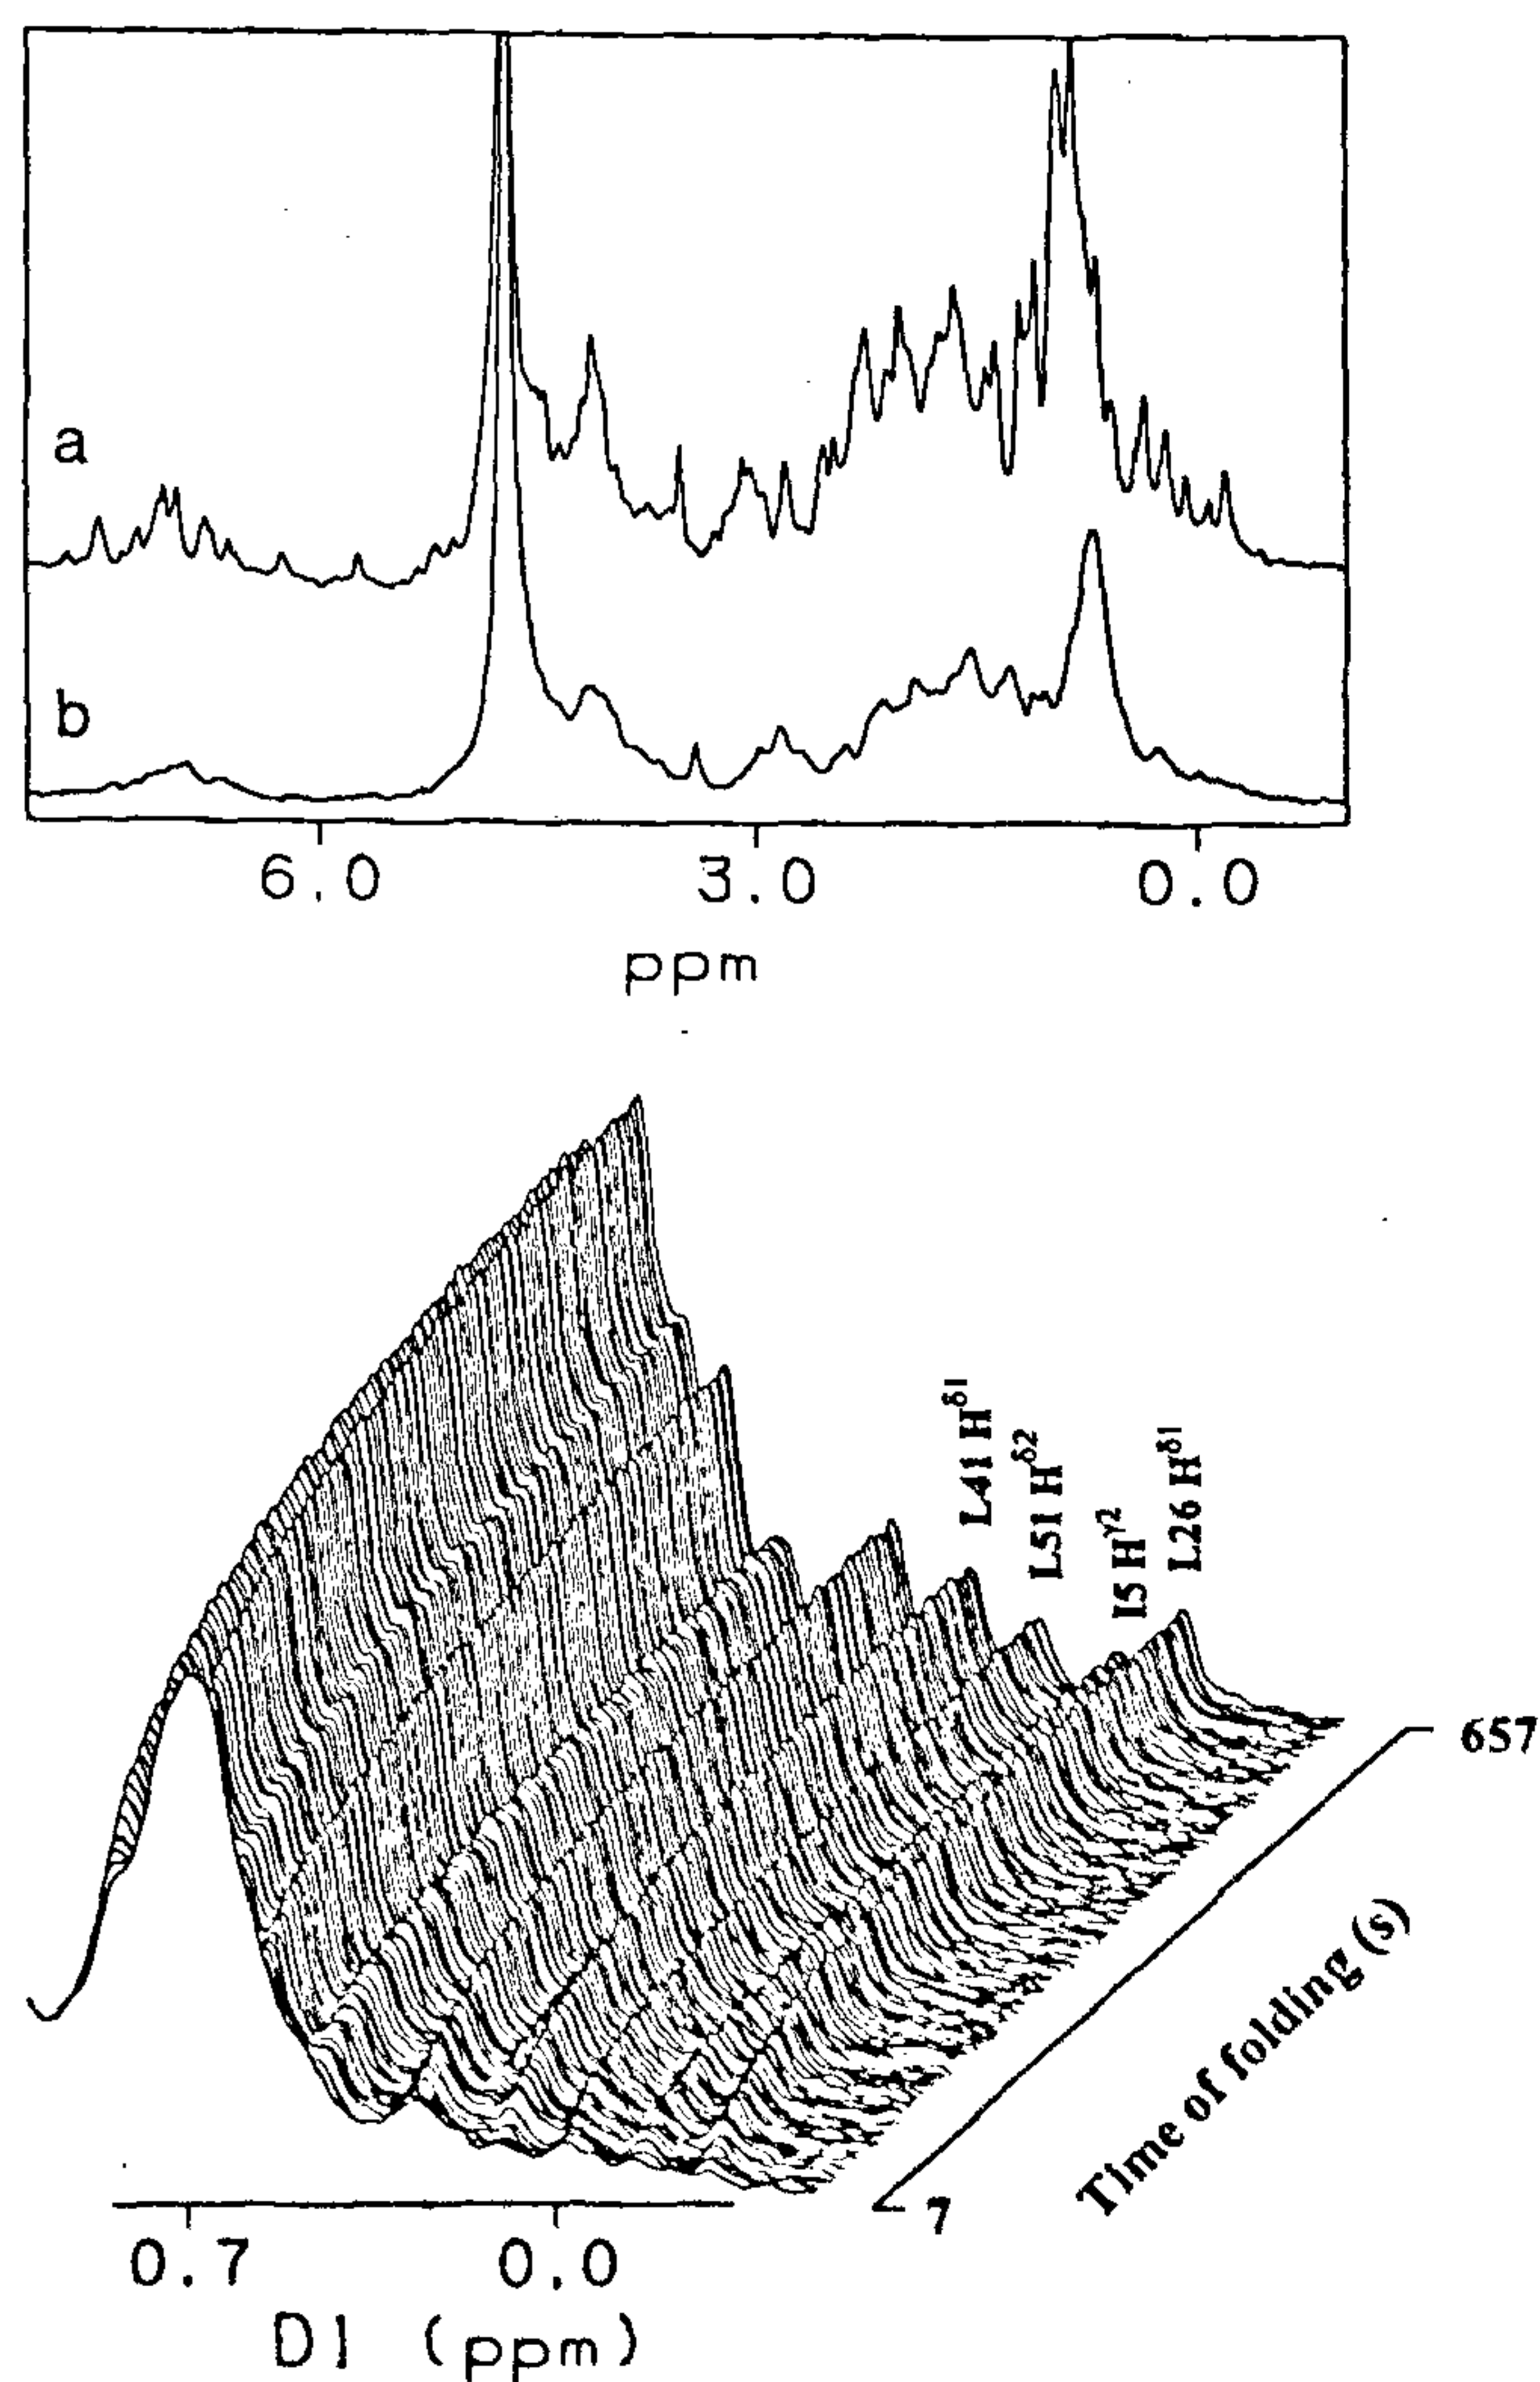 a
b
6.0 3.0 0.0
ppm
L41 H^δ1
L51 H^δ2
I5 H^γ2
L26 H^δ1
657
7
Time of folding (s)
0.7 0.0
D1 (ppm)